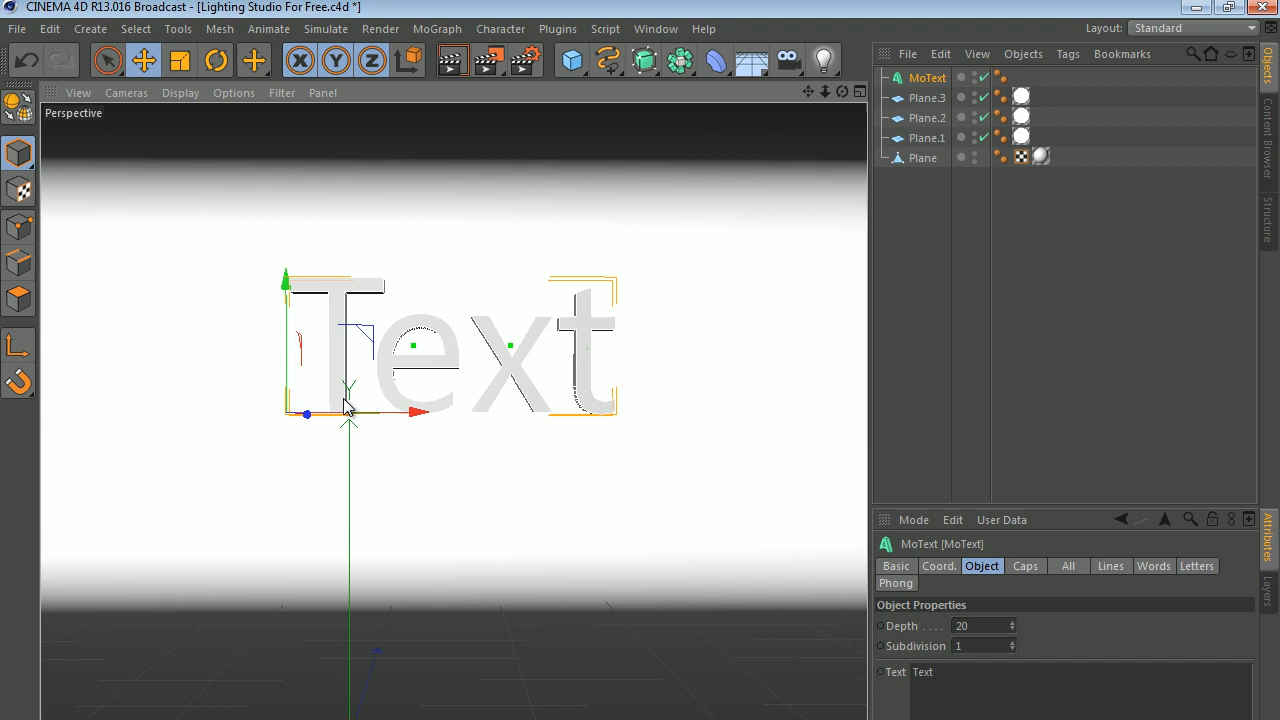 CINEMA 4D R13.016 Broadcast - [Lighting Studio For Free.c4d *]
File Edit Create Select Tools Mesh Animate Simulate Render MoGraph Character Plugins Script Window Help Layout: Standard
X Y Z
File Edit View Objects Tags Bookmarks
View Cameras Display Options Filter Panel
Perspective
MoText
Plane.3
Plane.2
Plane.1
Plane
Objects
Content Browser
Structure
Text
Mode Edit User Data
MoText [MoText]
Basic Coord. Object Caps All Lines Words Letters
Phong
Object Properties
Depth . . . . 20
Subdivision 1
Text Text
Attributes
Layers